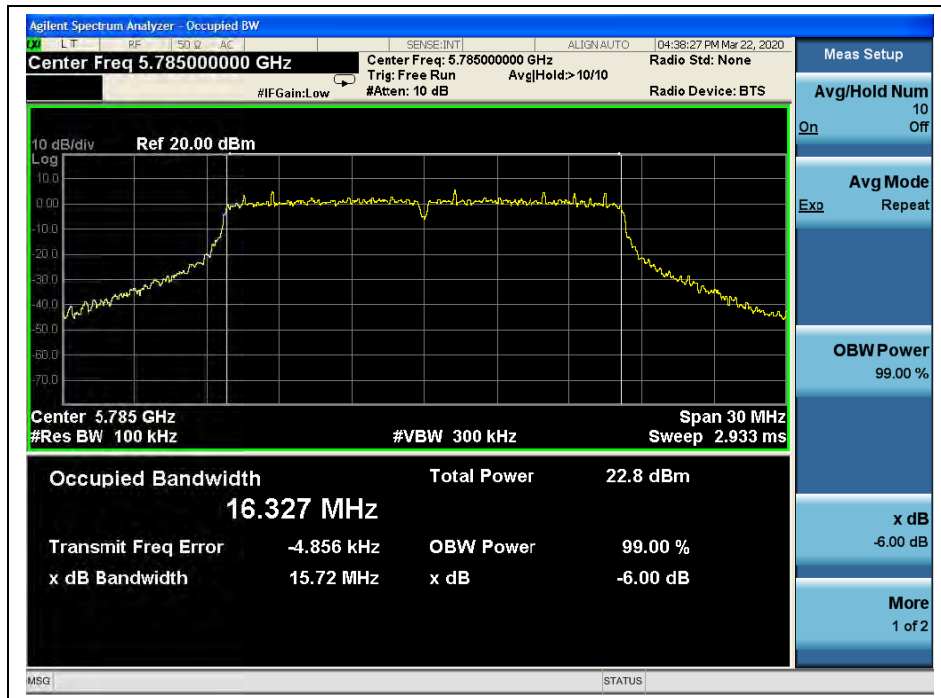 Agilent Spectrum Analyzer - Occupied BW
LXI LT RF 50 Ω AC SENSE:INT ALIGN AUTO 04:38:27 PM Mar 22, 2020
Center Freq 5.785000000 GHz
Center Freq: 5.785000000 GHz Radio Std: None
Trig: Free Run Avg|Hold:> 10/10
#IFGain:Low #Atten: 10 dB Radio Device: BTS
10 dB/div Ref 20.00 dBm
Log
10.0
0.00
-10.0
-20.0
-30.0
-40.0
-50.0
-60.0
-70.0
Center 5.785 GHz Span 30 MHz
#Res BW 100 kHz #VBW 300 kHz Sweep 2.933 ms
Occupied Bandwidth Total Power 22.8 dBm
16.327 MHz
Transmit Freq Error -4.856 kHz OBW Power 99.00 %
x dB Bandwidth 15.72 MHz x dB -6.00 dB
MSG STATUS
Meas Setup
Avg/Hold Num
10
On Off
Avg Mode
Exp Repeat
OBW Power
99.00 %
x dB
-6.00 dB
More
1 of 2